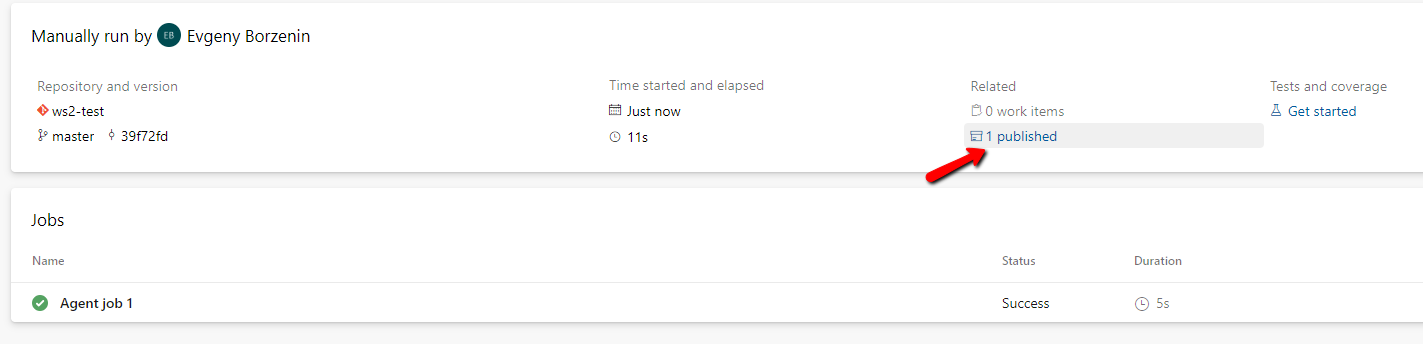 Manually run by EB Evgeny Borzenin
Repository and version
ws2-test
master 39f72fd
Time started and elapsed
Just now
11s
Related
0 work items
1 published
Tests and coverage
Get started
Jobs
Name Status Duration
Agent job 1 Success 5s